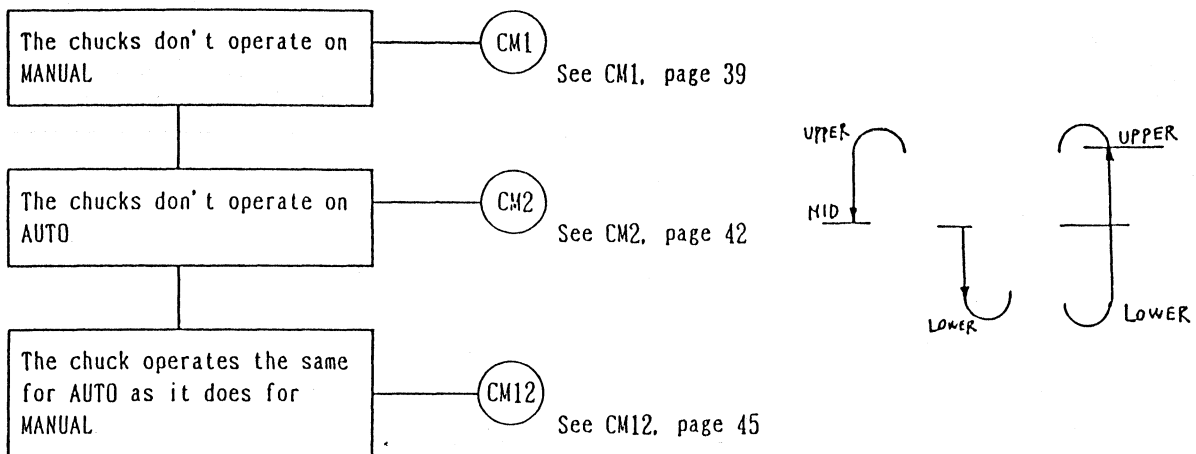 The chucks don't operate on
MANUAL
CM1
See CM1, page 39
The chucks don't operate on
AUTO
CM2
See CM2, page 42
The chuck operates the same
for AUTO as it does for
MANUAL
CM12
See CM12, page 45
UPPER
MID
LOWER
UPPER
LOWER